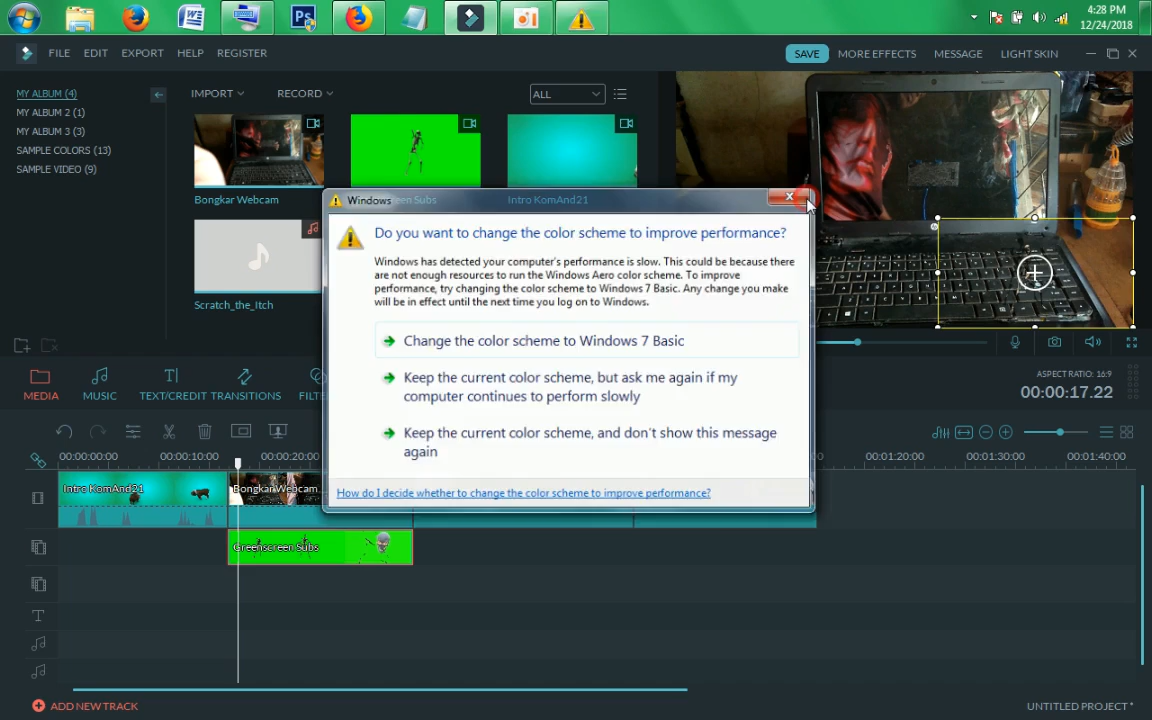 4:28 PM
12/24/2018
FILE EDIT EXPORT HELP REGISTER
SAVE MORE EFFECTS MESSAGE LIGHT SKIN
MY ALBUM (4)
MY ALBUM 2 (1)
MY ALBUM 3 (3)
SAMPLE COLORS (13)
SAMPLE VIDEO (9)
IMPORT RECORD ALL
Bongkar Webcam
Scratch_the_Itch
Windows
een Subs
Intro KomAnd21
Do you want to change the color scheme to improve performance?
Windows has detected your computer's performance is slow. This could be because there
are not enough resources to run the Windows Aero color scheme. To improve
performance, try changing the color scheme to Windows 7 Basic. Any change you make
will be in effect until the next time you log on to Windows.
Change the color scheme to Windows 7 Basic
Keep the current color scheme, but ask me again if my
computer continues to perform slowly
Keep the current color scheme, and don't show this message
again
How do I decide whether to change the color scheme to improve performance?
ASPECT RATIO: 16:9
00:00:17.22
MEDIA MUSIC TEXT/CREDIT TRANSITIONS FILTE
00:00:00:00 00:00:10:00 00:00:20:00 00:01:20:00 00:01:30:00 00:01:40:00
Intro KomAnd21 Bongkar Webcam
Greenscreen Subs
ADD NEW TRACK
UNTITLED PROJECT *